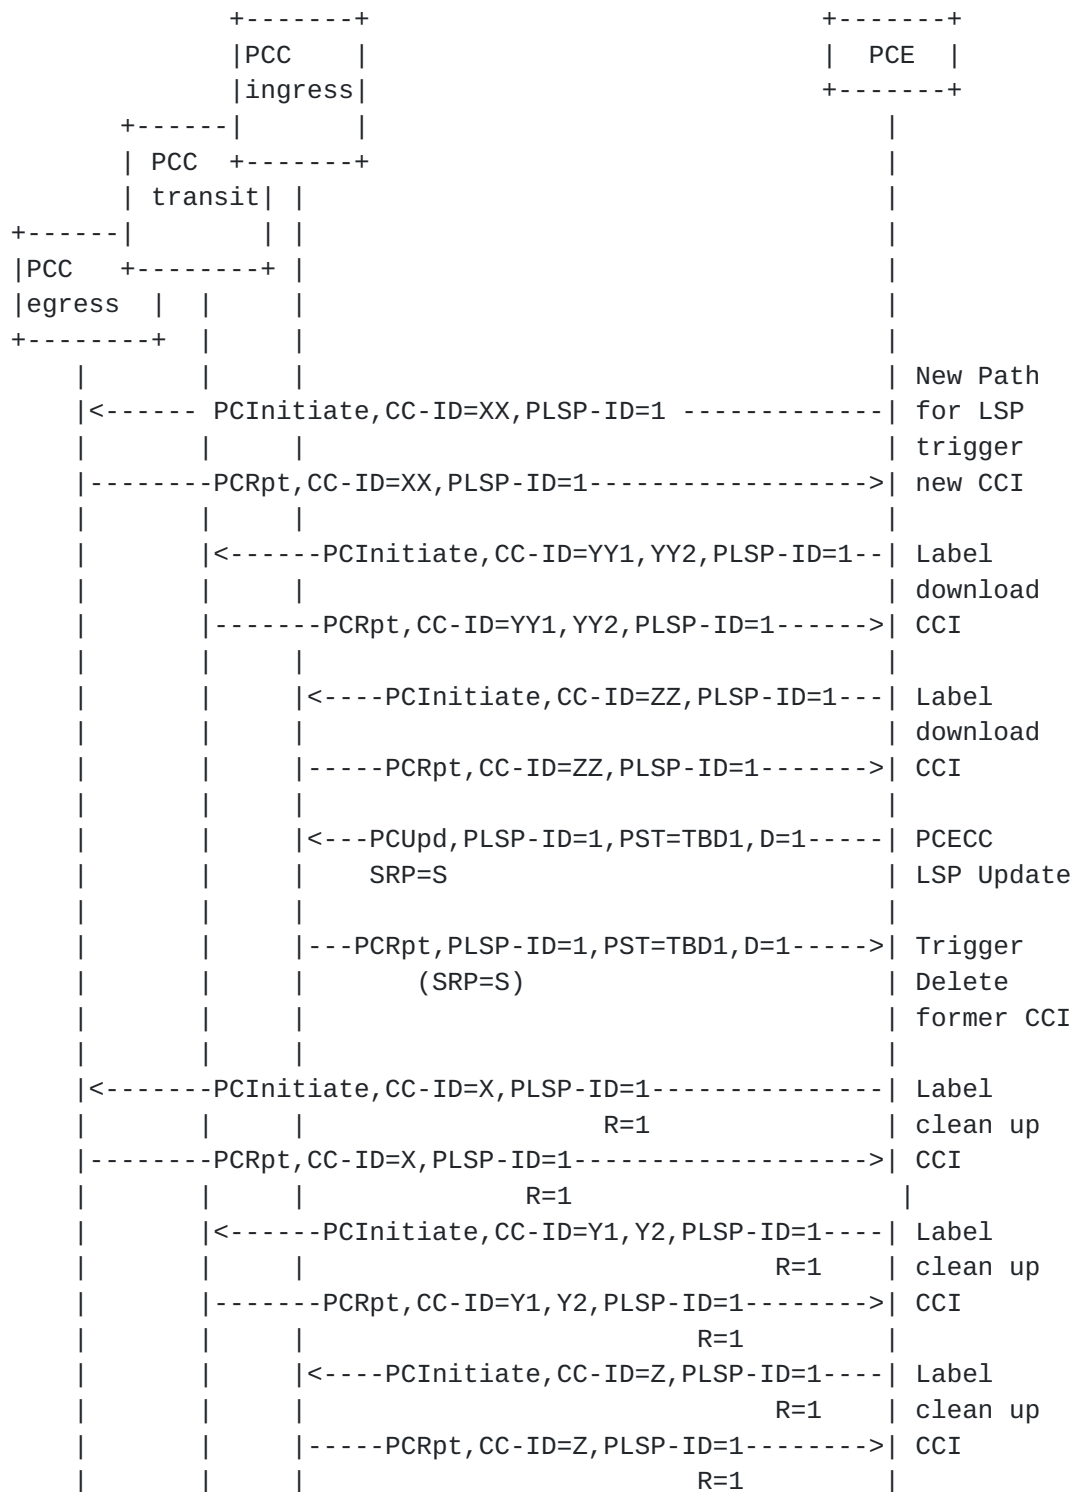 +-------+                             +-------+
               |PCC    |                             |  PCE  |
               |ingress|                             +-------+
        +------|       |                                 |
        | PCC  +-------+                                 |
        | transit| |                                     |
 +------|        | |                                     |
 |PCC   +--------+ |                                     |
 |egress  |  |     |                                     |
 +--------+  |     |                                     |
     |       |     |                                     | New Path
     |<------ PCInitiate,CC-ID=XX,PLSP-ID=1 -------------| for LSP
     |       |     |                                     | trigger
     |--------PCRpt,CC-ID=XX,PLSP-ID=1------------------>| new CCI
     |       |     |                                     |
     |       |<------PCInitiate,CC-ID=YY1,YY2,PLSP-ID=1--| Label
     |       |     |                                     | download
     |       |-------PCRpt,CC-ID=YY1,YY2,PLSP-ID=1------>| CCI
     |       |     |                                     |
     |       |     |<----PCInitiate,CC-ID=ZZ,PLSP-ID=1---| Label
     |       |     |                                     | download
     |       |     |-----PCRpt,CC-ID=ZZ,PLSP-ID=1------->| CCI
     |       |     |                                     |
     |       |     |<---PCUpd,PLSP-ID=1,PST=TBD1,D=1-----| PCECC
     |       |     |    SRP=S                            | LSP Update
     |       |     |                                     |
     |       |     |---PCRpt,PLSP-ID=1,PST=TBD1,D=1----->| Trigger
     |       |     |       (SRP=S)                       | Delete
     |       |     |                                     | former CCI
     |       |     |                                     |
     |<-------PCInitiate,CC-ID=X,PLSP-ID=1---------------| Label
     |       |     |                   R=1               | clean up
     |--------PCRpt,CC-ID=X,PLSP-ID=1------------------->| CCI
     |       |     |              R=1                     |
     |       |<------PCInitiate,CC-ID=Y1,Y2,PLSP-ID=1----| Label
     |       |     |                              R=1    | clean up
     |       |-------PCRpt,CC-ID=Y1,Y2,PLSP-ID=1-------->| CCI
     |       |     |                         R=1         |
     |       |     |<----PCInitiate,CC-ID=Z,PLSP-ID=1----| Label
     |       |     |                              R=1    | clean up
     |       |     |-----PCRpt,CC-ID=Z,PLSP-ID=1-------->| CCI
     |       |     |                         R=1         |